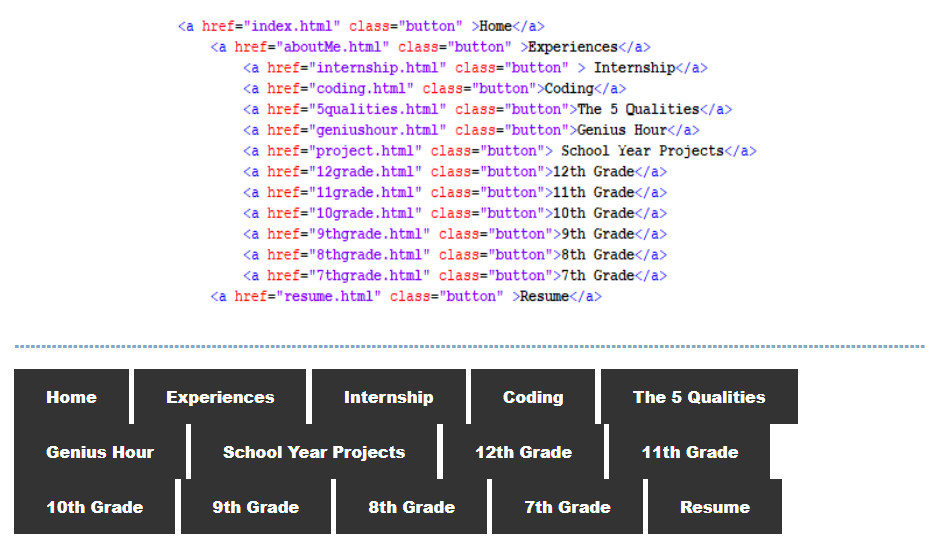 <a href="index.html" class="button" >Home</a>
<a href="aboutMe.html" class="button" >Experiences</a>
<a href="internship.html" class="button" > Internship</a>
<a href="coding.html" class="button">Coding</a>
<a href="5qualities.html" class="button">The 5 Qualities</a>
<a href="geniushour.html" class="button">Genius Hour</a>
<a href="project.html" class="button"> School Year Projects</a>
<a href="12grade.html" class="button">12th Grade</a>
<a href="11grade.html" class="button">11th Grade</a>
<a href="10grade.html" class="button">10th Grade</a>
<a href="9thgrade.html" class="button">9th Grade</a>
<a href="8thgrade.html" class="button">8th Grade</a>
<a href="7thgrade.html" class="button">7th Grade</a>
<a href="resume.html" class="button" >Resume</a>
Home Experiences Internship Coding The 5 Qualities
Genius Hour School Year Projects 12th Grade 11th Grade
10th Grade 9th Grade 8th Grade 7th Grade Resume